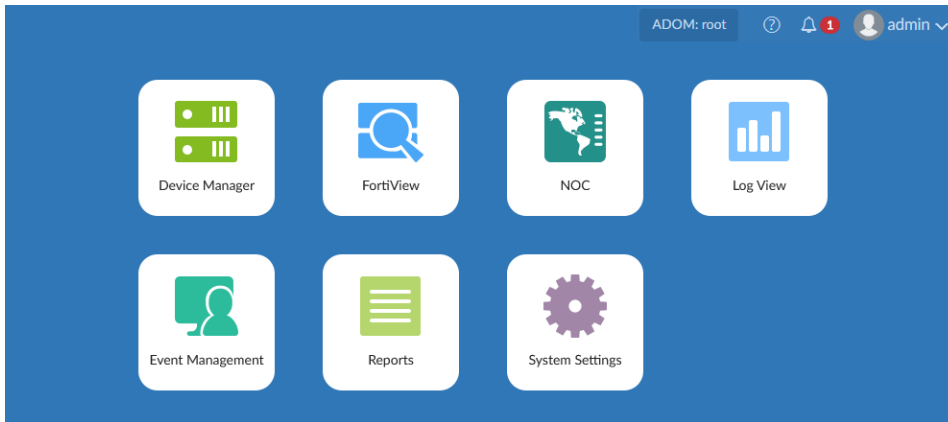 ADOM: root 1 admin
Device Manager FortiView NOC Log View
Event Management Reports System Settings